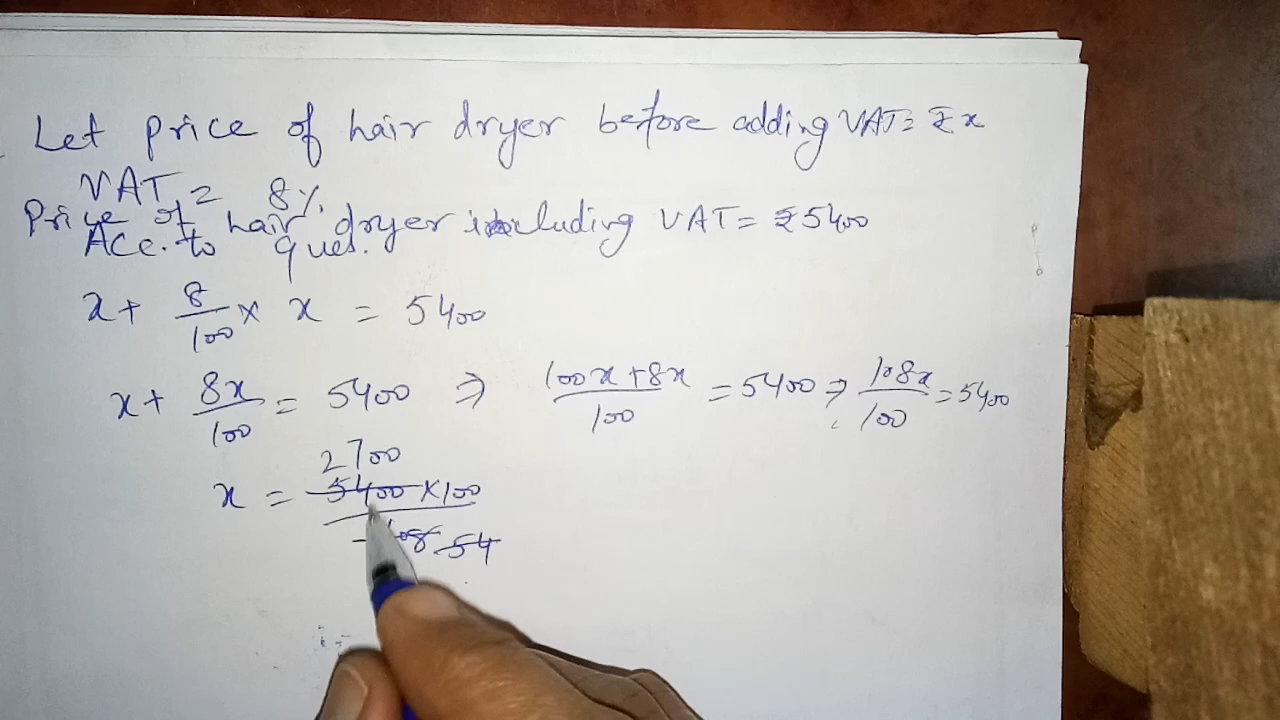 Let price of hair dryer before adding VAT = ₹ x
VAT = 8%.
Price of hair dryer including VAT = ₹5400
Acc. to ques.
x + 8/100 × x = 5400
x + 8x/100 = 5400 ⇒ 100x + 8x/100 = 5400 ⇒ 108x/100 = 5400
2700
x = 5400 × 100
108 54